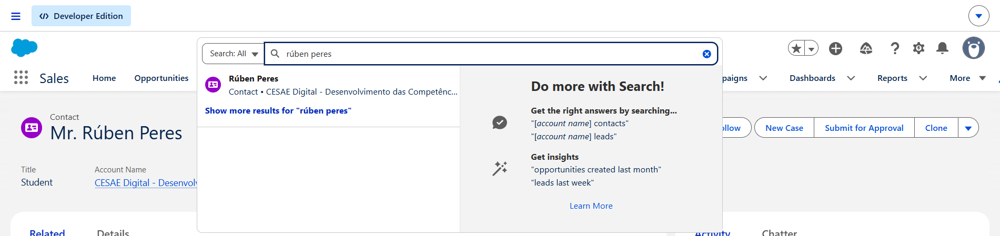 Developer Edition
Search: All
rúben peres
Sales
Home
Opportunities
paigns
Dashboards
Reports
More
Rúben Peres
Contact • CESAE Digital - Desenvolvimento das Competênc...
Show more results for "rúben peres"
Do more with Search!
Get the right answers by searching...
"[account name] contacts"
"[account name] leads"
Get insights
"opportunities created last month"
"leads last week"
Learn More
Contact
Mr. Rúben Peres
ollow
New Case
Submit for Approval
Clone
Title
Student
Account Name
CESAE Digital - Desenvolv
Related
Details
Activity
Chatter